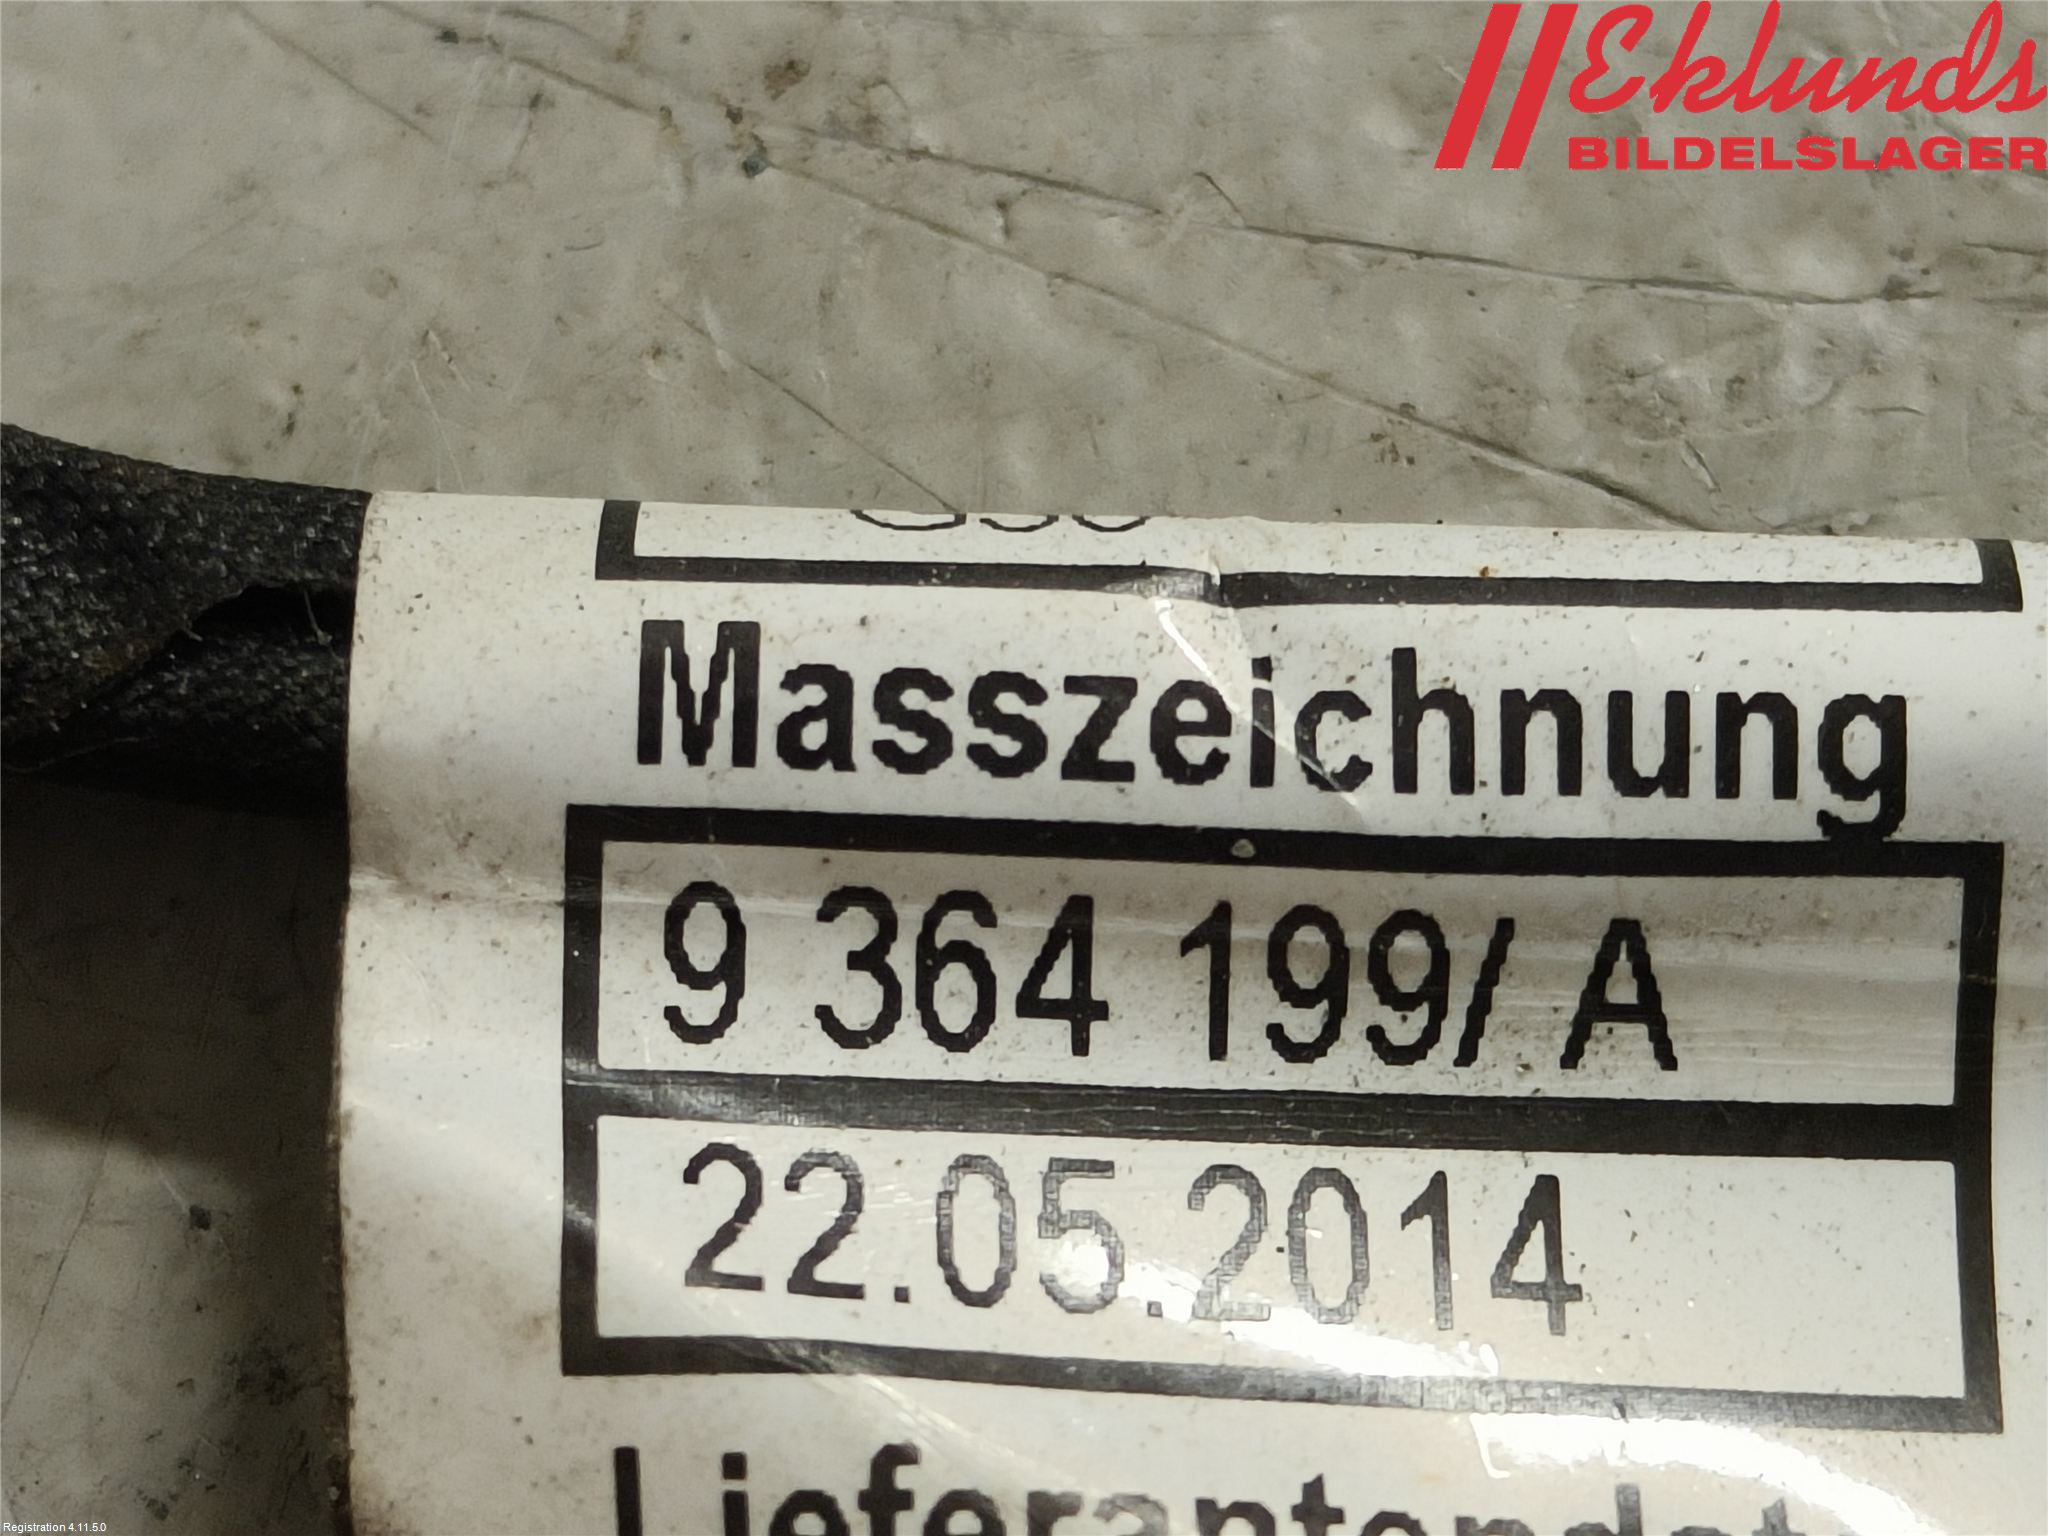 Eklunds
BILDELSLAGER
Masszeichnung
9 364 199/ A
22.05.2014
Registration 4.11.5.0